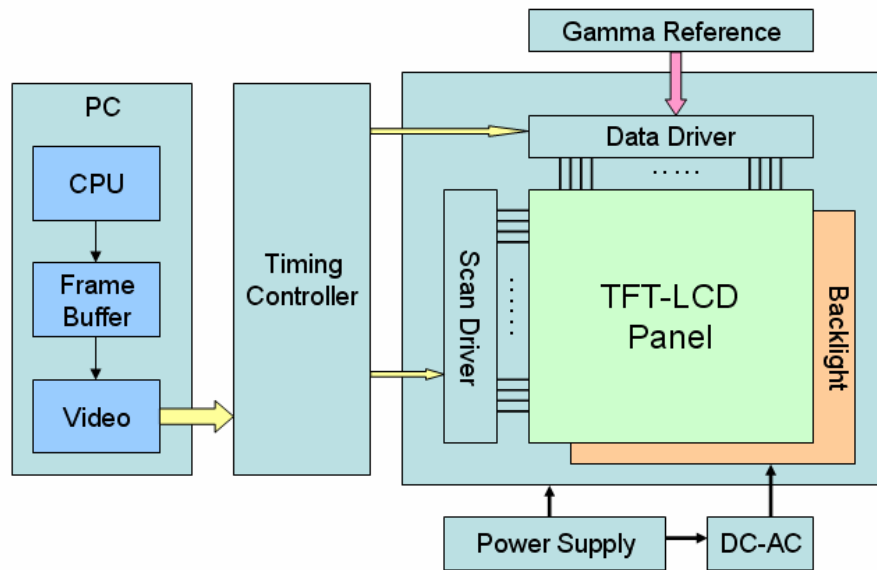 Gamma Reference
PC
CPU
Frame
Buffer
Video
Timing
Controller
Data Driver
Scan Driver
TFT-LCD
Panel
Backlight
Power Supply
DC-AC